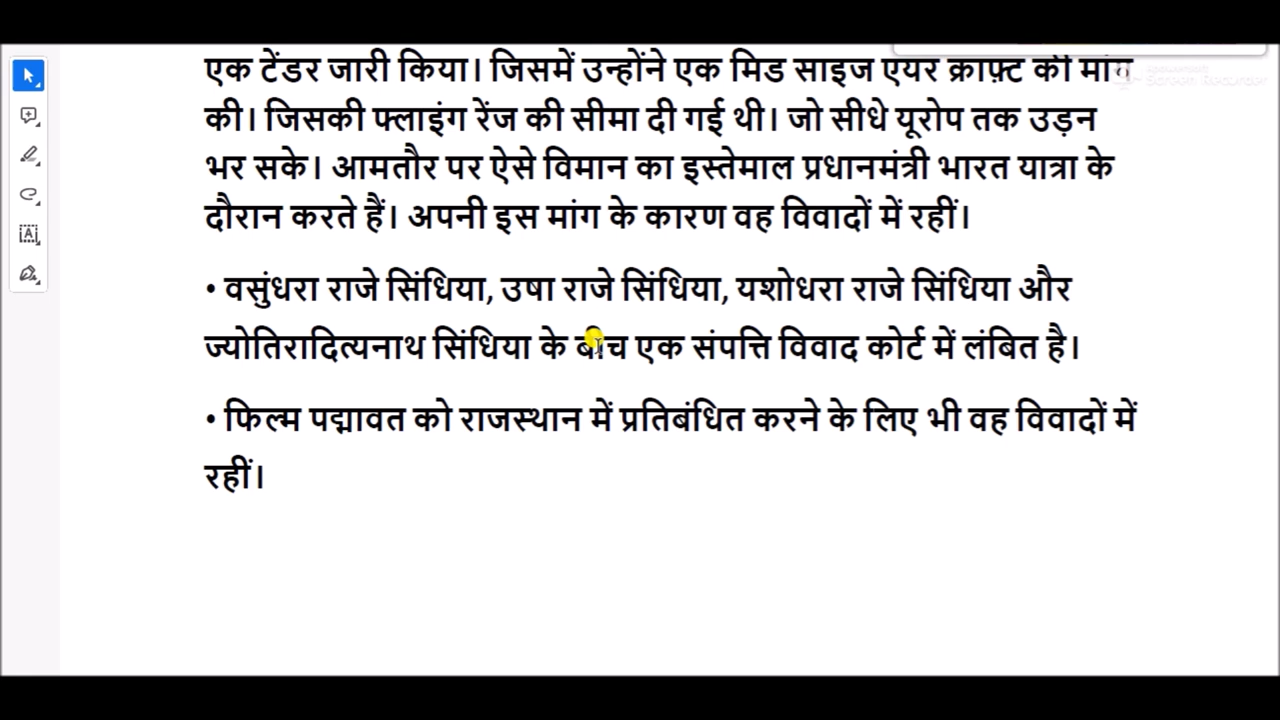 एक टेंडर जारी किया। जिसमें उन्होंने एक मिड साइज एयर क्राफ़्ट की मांग
की। जिसकी फ्लाइंग रेंज की सीमा दी गई थी। जो सीधे यूरोप तक उड़न
भर सके। आमतौर पर ऐसे विमान का इस्तेमाल प्रधानमंत्री भारत यात्रा के
दौरान करते हैं। अपनी इस मांग के कारण वह विवादों में रहीं।
• वसुंधरा राजे सिंधिया, उषा राजे सिंधिया, यशोधरा राजे सिंधिया और
ज्योतिरादित्यनाथ सिंधिया के बीच एक संपत्ति विवाद कोर्ट में लंबित है।
• फिल्म पद्मावत को राजस्थान में प्रतिबंधित करने के लिए भी वह विवादों में
रहीं।
Screen Recorder